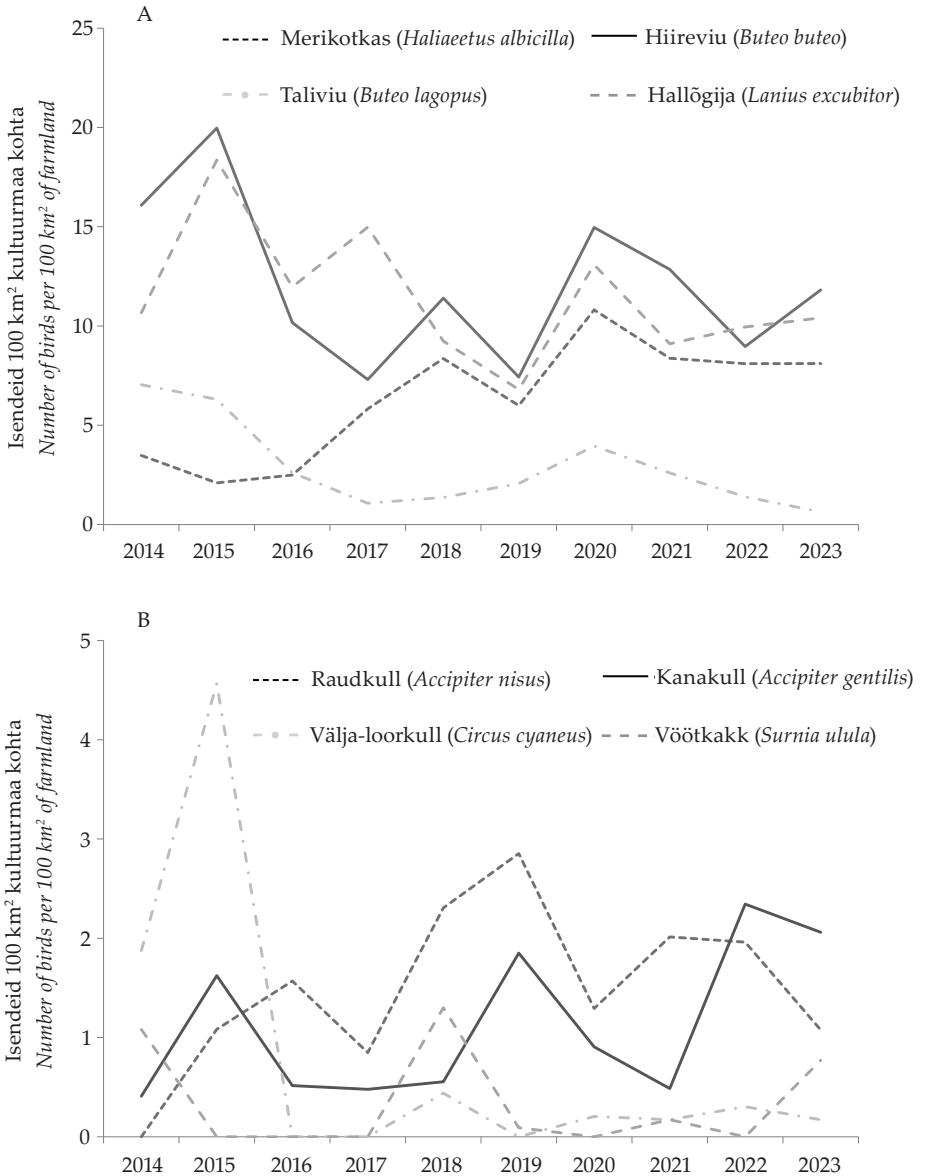 A
Isendeid 100 km² kultuurmaa kohta
Number of birds per 100 km² of farmland
Merikotkas (Haliaeetus albicilla)
Hiireviu (Buteo buteo)
Taliviu (Buteo lagopus)
Hallõgija (Lanius excubitor)
25
20
15
10
5
0
2014 2015 2016 2017 2018 2019 2020 2021 2022 2023
B
Isendeid 100 km² kultuurmaa kohta
Number of birds per 100 km² of farmland
Raudkull (Accipiter nisus)
Kanakull (Accipiter gentilis)
Välja-loorkull (Circus cyaneus)
Vöötkakk (Surnia ulula)
5
4
3
2
1
0
2014 2015 2016 2017 2018 2019 2020 2021 2022 2023